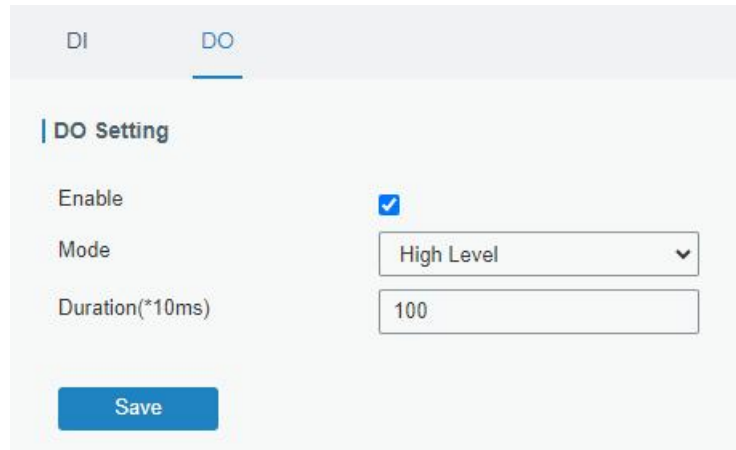 DI DO
DO Setting
Enable
Mode High Level
Duration(*10ms) 100
Save